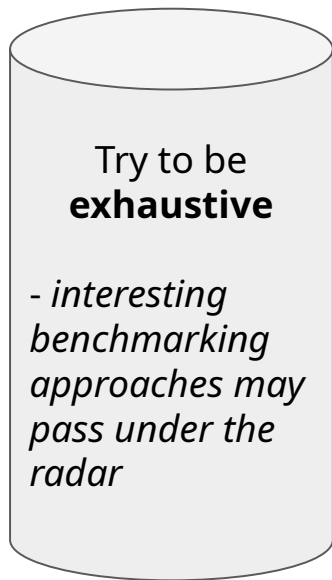 Try to be
exhaustive
- interesting
benchmarking
approaches may
pass under the
radar